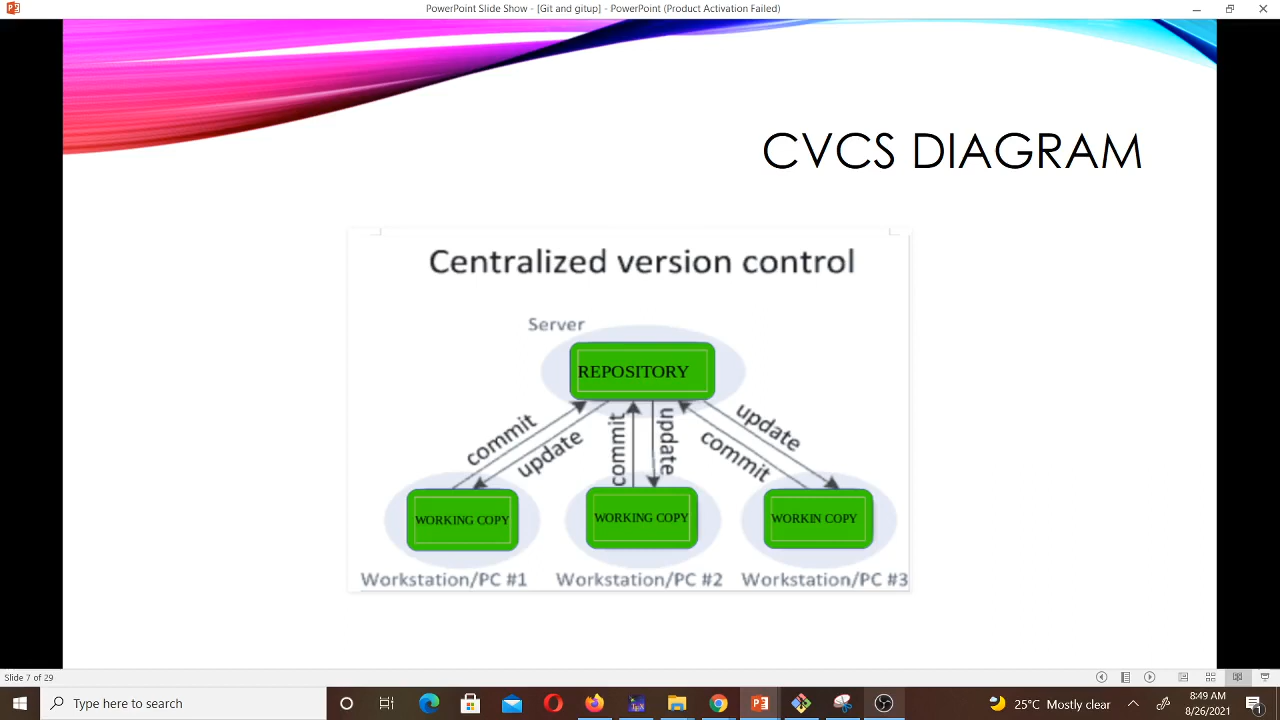 PowerPoint Slide Show - [Git and gitup] - PowerPoint (Product Activation Failed)
CVCS DIAGRAM
Centralized version control
Server
REPOSITORY
commit
update
commit
update
update
commit
WORKING COPY
WORKING COPY
WORKIN COPY
Workstation/PC #1
Workstation/PC #2
Workstation/PC #3
Slide 7 of 29
Type here to search
25°C Mostly clear
8:49 AM
8/26/2021